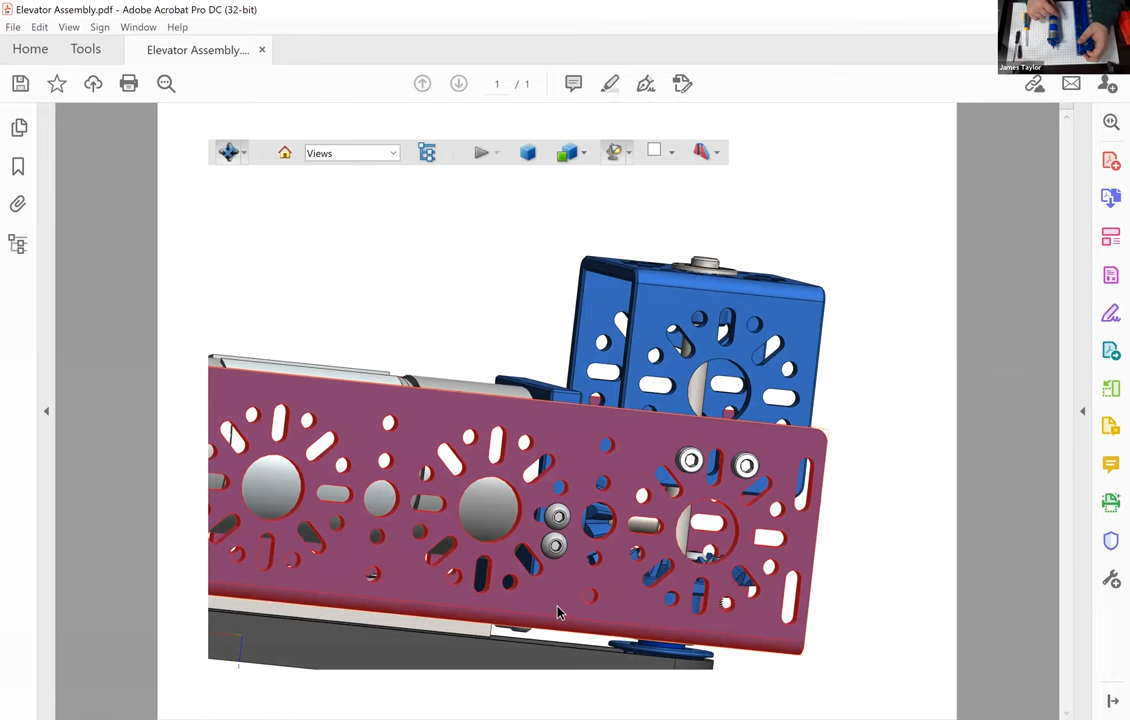 Elevator Assembly.pdf - Adobe Acrobat Pro DC (32-bit)
File Edit View Sign Window Help
Home Tools Elevator Assembly....
1 / 1
Views
James Taylor